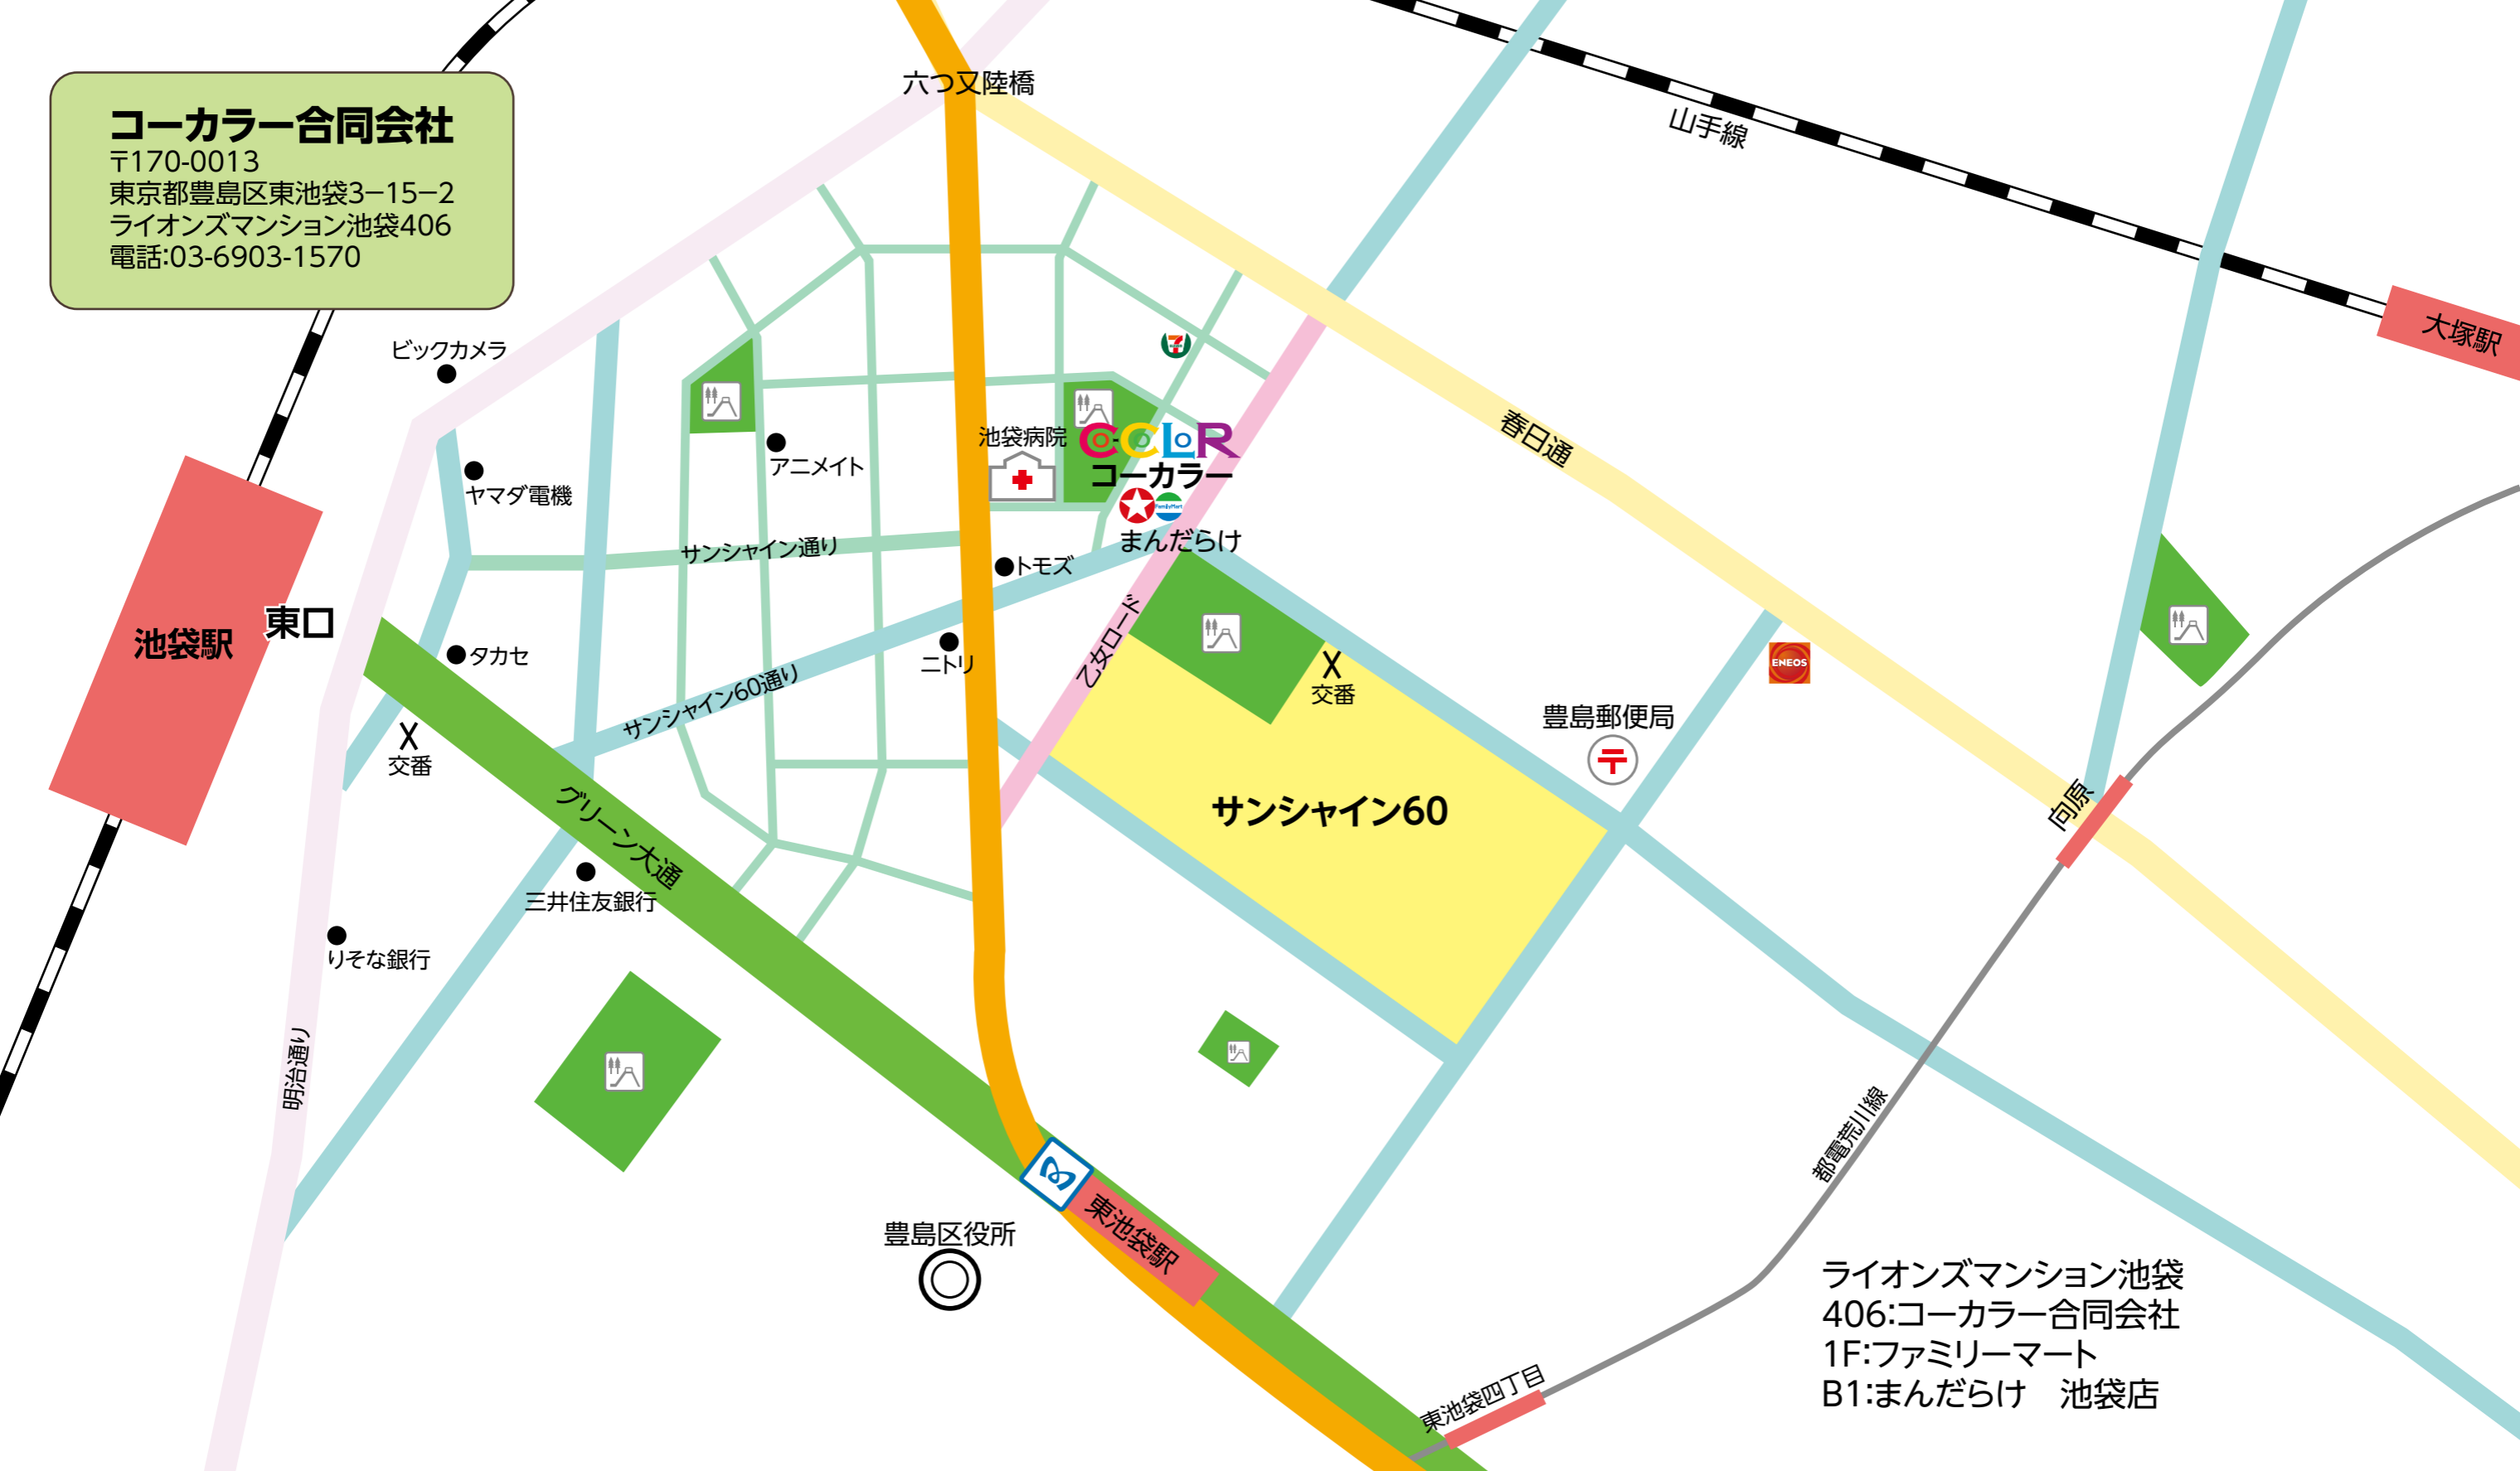 コーカラー合同会社
〒170-0013
東京都豊島区東池袋3−15−2
ライオンズマンション池袋406
電話:03-6903-1570
六つ又陸橋
山手線
大塚駅
ビックカメラ
ヤマダ電機
アニメイト
池袋病院
CO-COLOR
コーカラー
FamilyMart
まんだらけ
春日通
サンシャイン通り
トモズ
東口
池袋駅
タカセ
ニトリ
乙女ロード
サンシャイン60通り
交番
交番
ENEOS
豊島郵便局
〒
サンシャイン60
向原
グリーン大通
三井住友銀行
りそな銀行
明治通り
都電荒川線
東池袋駅
豊島区役所
東池袋四丁目
ライオンズマンション池袋
406:コーカラー合同会社
1F:ファミリーマート
B1:まんだらけ　池袋店